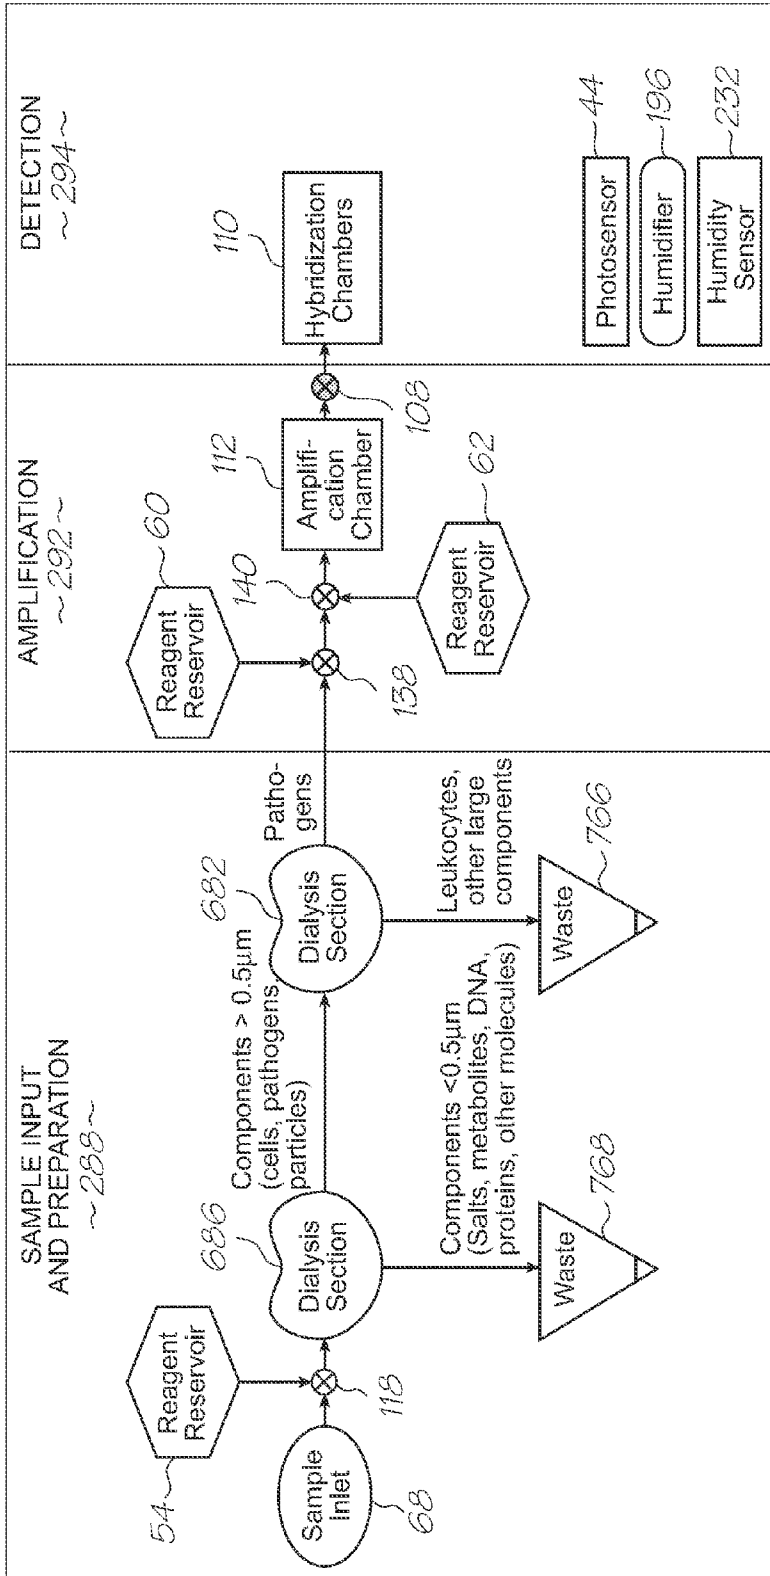 SAMPLE INPUT
AND PREPARATION
~288~
AMPLIFICATION
~292~
DETECTION
~294~
54
Reagent
Reservoir
Sample
Inlet
68
118
686
Dialysis
Section
Components > 0.5µm
(cells, pathogens,
particles)
Components <0.5µm
(Salts, metabolites, DNA,
proteins, other molecules)
Waste
768
682
Dialysis
Section
Patho-
gens
Leukocytes,
other large
components
Waste
766
60
Reagent
Reservoir
138
140
Reagent
Reservoir
62
112
Amplifi-
cation
Chamber
108
110
Hybridization
Chambers
Photosensor
44
Humidifier
196
Humidity
Sensor
232